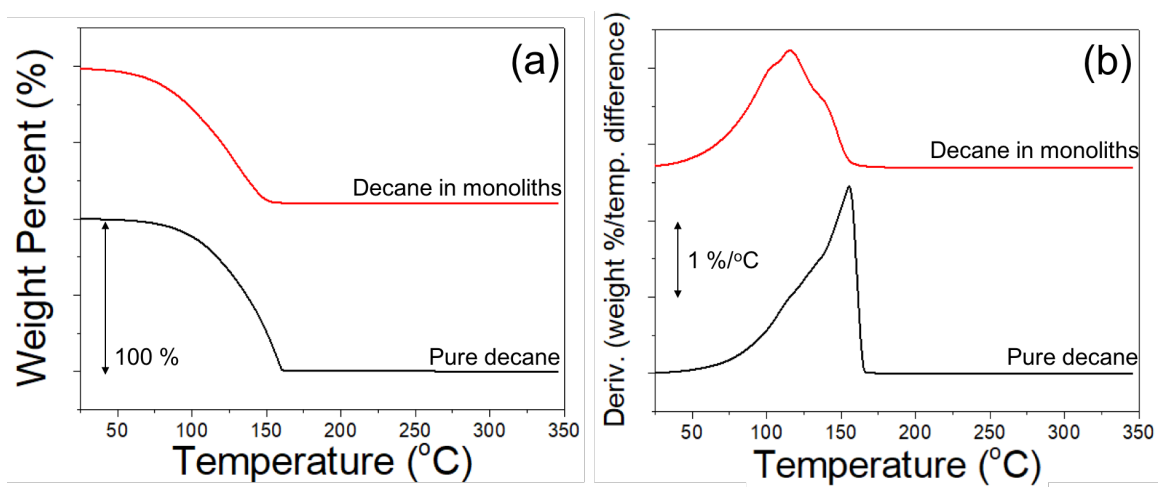 (a)
Weight Percent (%)
Decane in monoliths
100 %
Pure decane
50 100 150 200 250 300 350
Temperature (°C)
(b)
Deriv. (weight %/temp. difference)
Decane in monoliths
1 %/°C
Pure decane
50 100 150 200 250 300 350
Temperature (°C)